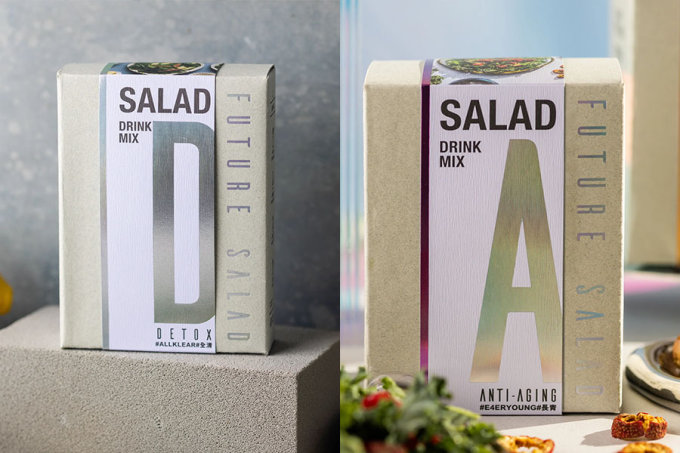 SALAD
DRINK
MIX
D
DETOX
#ALLKLEAR#全清
FUTURE SALAD
SALAD
DRINK
MIX
A
ANTI-AGING
#E4ERYOUNG#長青
FUTURE SALAD